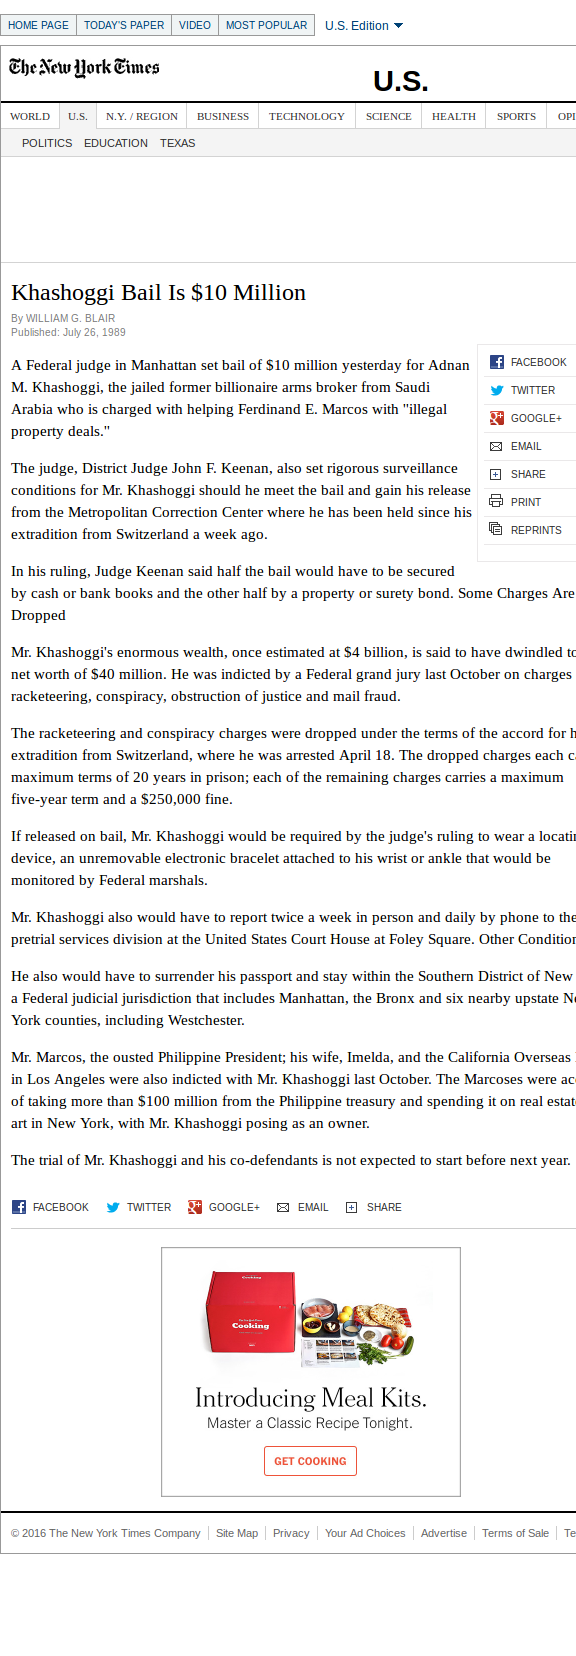 HOME PAGE TODAY'S PAPER VIDEO MOST POPULAR U.S. Edition
The New York Times
U.S.
WORLD U.S. N.Y. / REGION BUSINESS TECHNOLOGY SCIENCE HEALTH SPORTS OPI
POLITICS EDUCATION TEXAS
Khashoggi Bail Is $10 Million
By WILLIAM G. BLAIR
Published: July 26, 1989
A Federal judge in Manhattan set bail of $10 million yesterday for Adnan
M. Khashoggi, the jailed former billionaire arms broker from Saudi
Arabia who is charged with helping Ferdinand E. Marcos with "illegal
property deals."
FACEBOOK
TWITTER
GOOGLE+
EMAIL
SHARE
PRINT
REPRINTS
The judge, District Judge John F. Keenan, also set rigorous surveillance
conditions for Mr. Khashoggi should he meet the bail and gain his release
from the Metropolitan Correction Center where he has been held since his
extradition from Switzerland a week ago.
In his ruling, Judge Keenan said half the bail would have to be secured
by cash or bank books and the other half by a property or surety bond. Some Charges Are
Dropped
Mr. Khashoggi's enormous wealth, once estimated at $4 billion, is said to have dwindled to
net worth of $40 million. He was indicted by a Federal grand jury last October on charges
racketeering, conspiracy, obstruction of justice and mail fraud.
The racketeering and conspiracy charges were dropped under the terms of the accord for h
extradition from Switzerland, where he was arrested April 18. The dropped charges each ca
maximum terms of 20 years in prison; each of the remaining charges carries a maximum
five-year term and a $250,000 fine.
If released on bail, Mr. Khashoggi would be required by the judge's ruling to wear a locatin
device, an unremovable electronic bracelet attached to his wrist or ankle that would be
monitored by Federal marshals.
Mr. Khashoggi also would have to report twice a week in person and daily by phone to the
pretrial services division at the United States Court House at Foley Square. Other Condition
He also would have to surrender his passport and stay within the Southern District of New
a Federal judicial jurisdiction that includes Manhattan, the Bronx and six nearby upstate Ne
York counties, including Westchester.
Mr. Marcos, the ousted Philippine President; his wife, Imelda, and the California Overseas
in Los Angeles were also indicted with Mr. Khashoggi last October. The Marcoses were acc
of taking more than $100 million from the Philippine treasury and spending it on real estat
art in New York, with Mr. Khashoggi posing as an owner.
The trial of Mr. Khashoggi and his co-defendants is not expected to start before next year.
FACEBOOK TWITTER GOOGLE+ EMAIL SHARE
Cooking
Cooking
Introducing Meal Kits.
Master a Classic Recipe Tonight.
GET COOKING
© 2016 The New York Times Company Site Map Privacy Your Ad Choices Advertise Terms of Sale Te